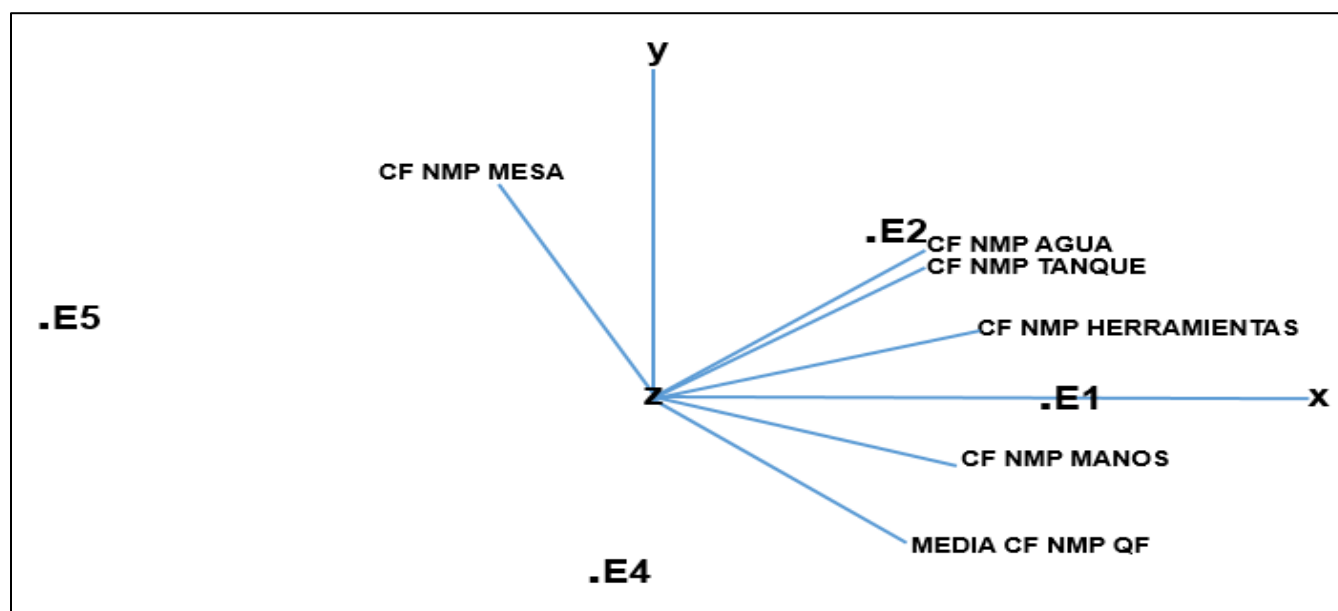 y
CF NMP MESA
.E2
CF NMP AGUA
CF NMP TANQUE
.E5
CF NMP HERRAMIENTAS
z
.E1
x
CF NMP MANOS
MEDIA CF NMP QF
.E4